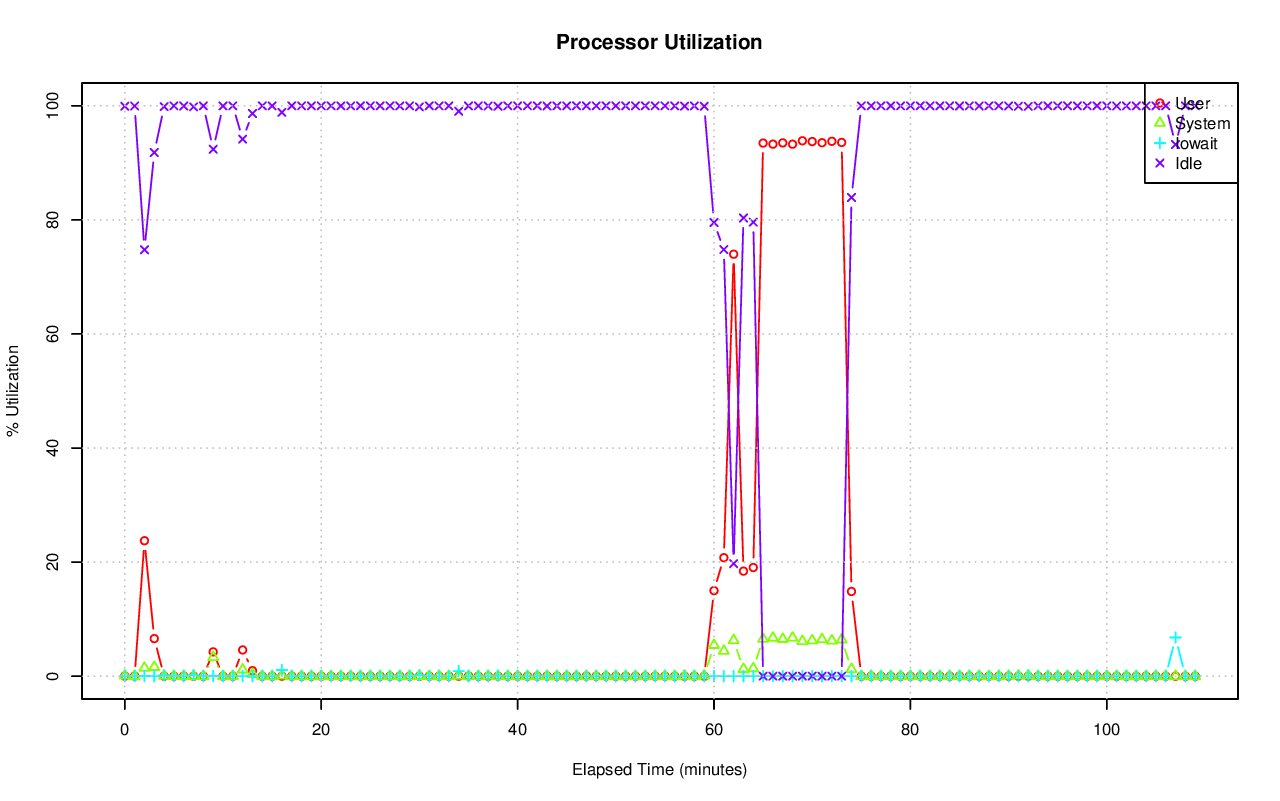 Processor Utilization
100
80
60
40
20
0
% Utilization
User
System
Iowait
Idle
0 20 40 60 80 100
Elapsed Time (minutes)